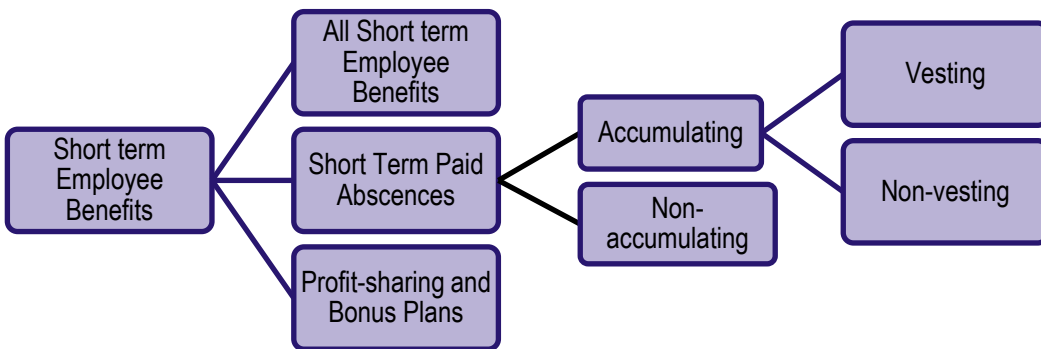 Short term
Employee
Benefits
All Short term
Employee
Benefits
Short Term Paid
Abscences
Profit-sharing and
Bonus Plans
Accumulating
Non-
accumulating
Vesting
Non-vesting